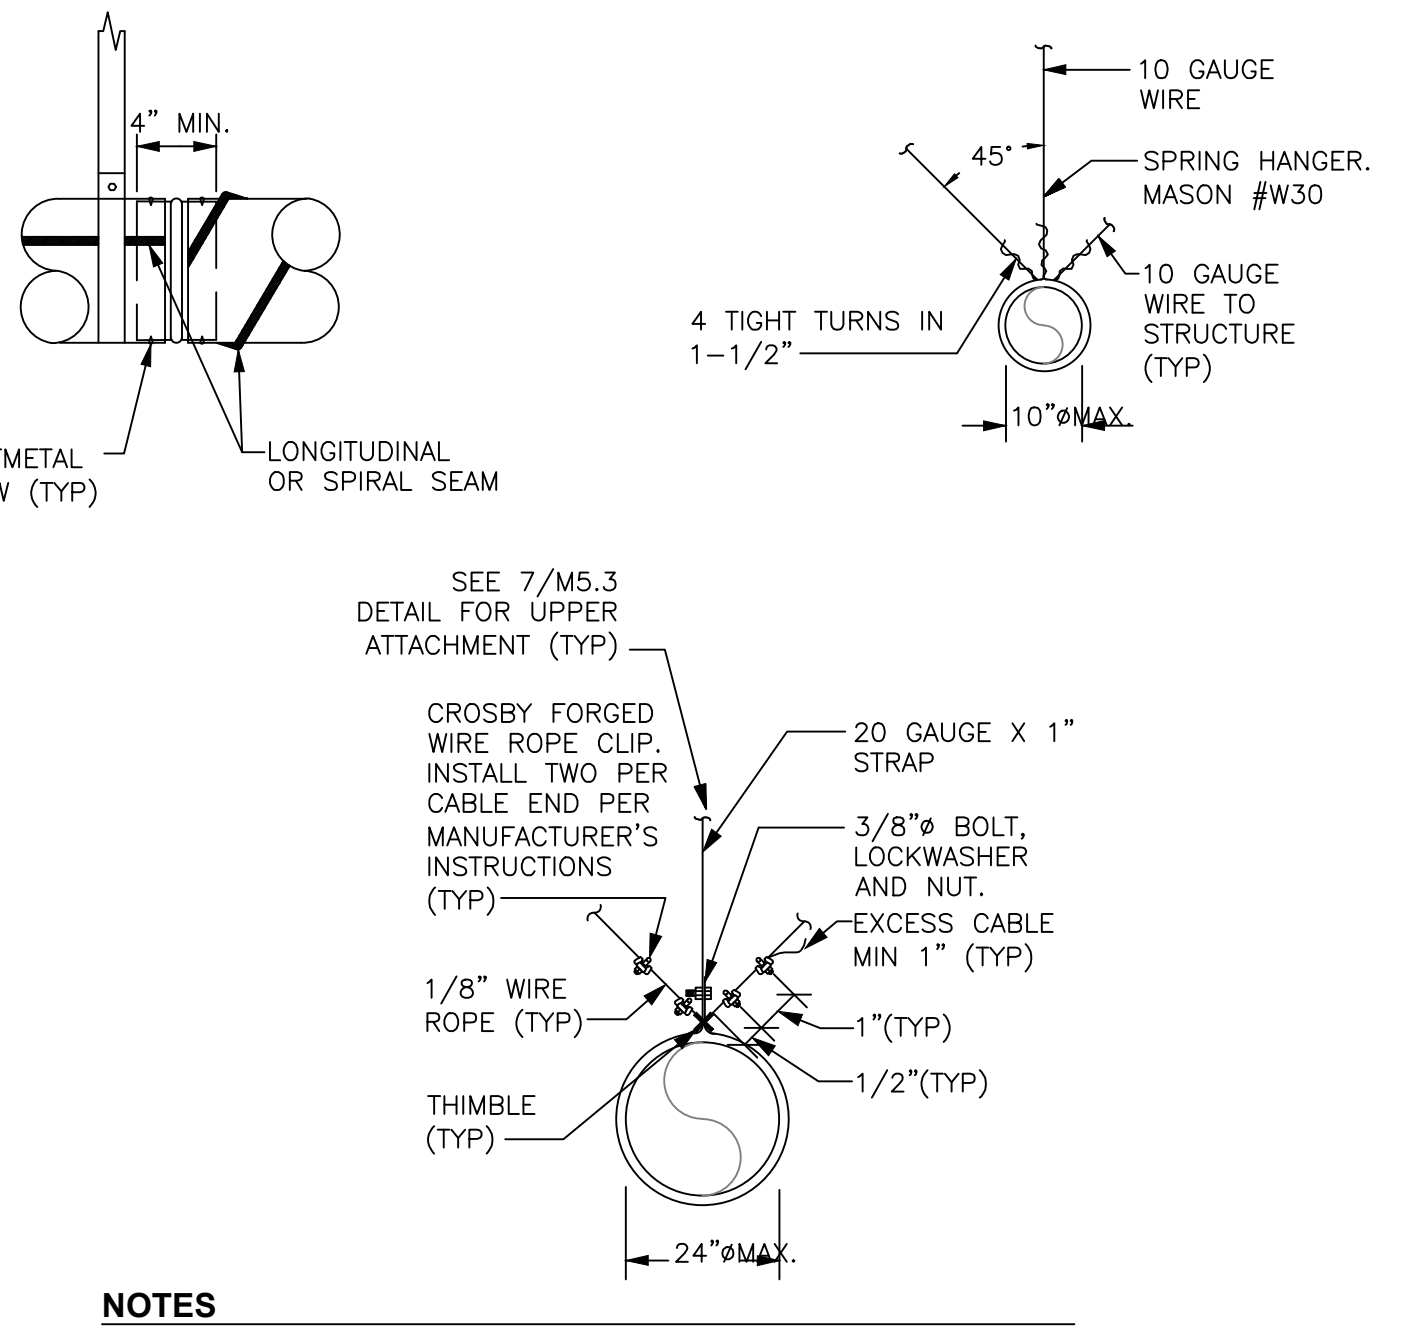 4” MIN.
LONGITUDINAL
OR SPIRAL SEAM
TMETAL
W (TYP)
10 GAUGE
WIRE
45°
SPRING HANGER.
MASON #W30
10 GAUGE
WIRE TO
STRUCTURE
(TYP)
4 TIGHT TURNS IN
1-1/2”
10”ø MAX.
SEE 7/M5.3
DETAIL FOR UPPER
ATTACHMENT (TYP)
CROSBY FORGED
WIRE ROPE CLIP.
INSTALL TWO PER
CABLE END PER
MANUFACTURER’S
INSTRUCTIONS
(TYP)
20 GAUGE X 1”
STRAP
3/8”ø BOLT,
LOCKWASHER
AND NUT.
EXCESS CABLE
MIN 1” (TYP)
1/8” WIRE
ROPE (TYP)
1”(TYP)
1/2”(TYP)
THIMBLE
(TYP)
24”øMAX.
NOTES